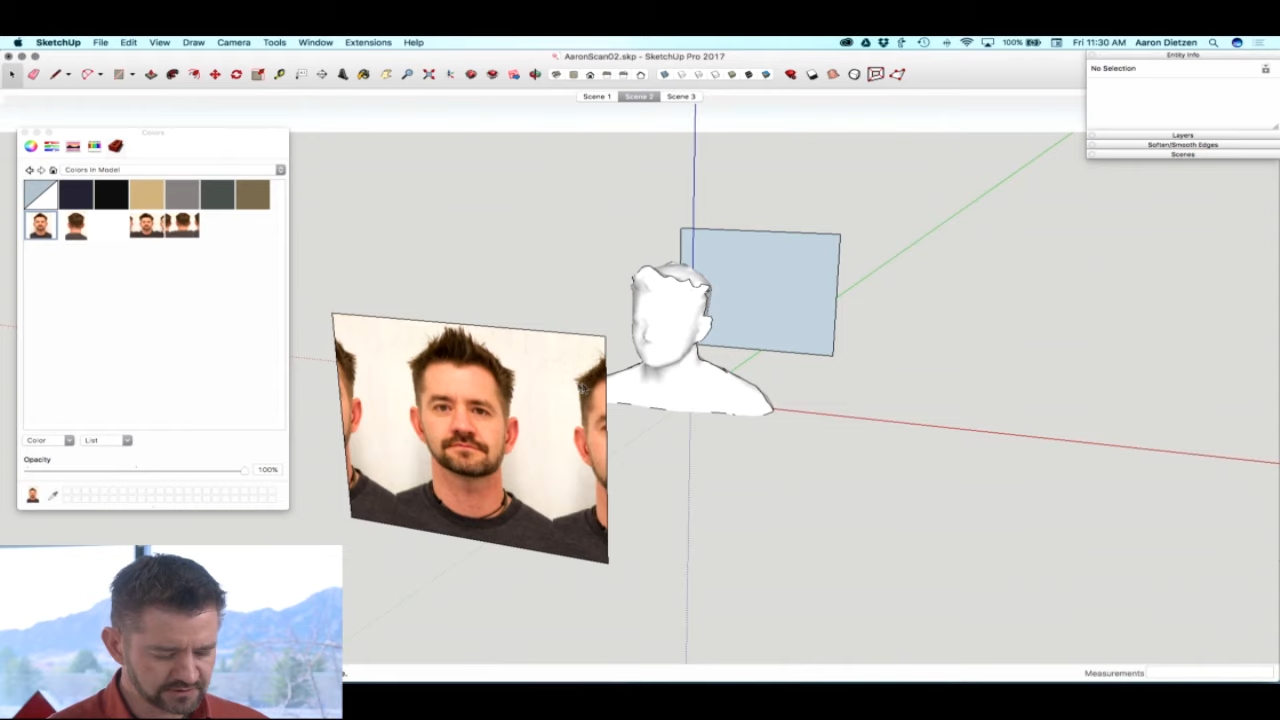 SketchUp File Edit View Draw Camera Tools Window Extensions Help
100% Fri 11:30 AM Aaron Dietzen
AaronScan02.skp - SketchUp Pro 2017
Entity Info
No Selection
Scene 1 Scene 2 Scene 3
Layers
Soften/Smooth Edges
Scenes
Colors
Colors In Model
Color List
Opacity
100%
Measurements